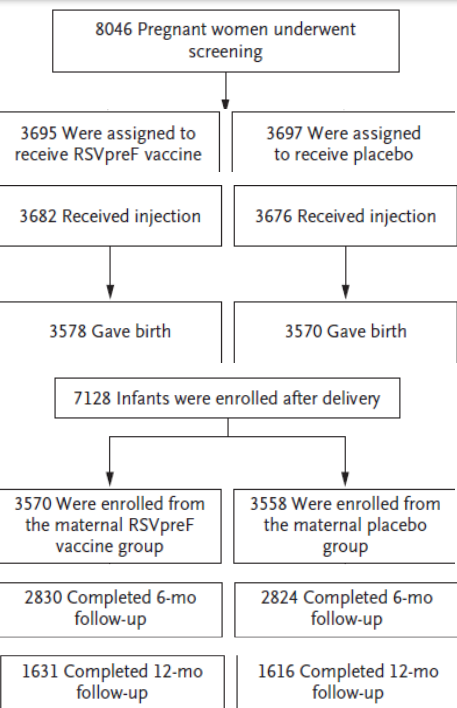 8046 Pregnant women underwent
screening
3695 Were assigned to
receive RSVpreF vaccine
3697 Were assigned
to receive placebo
3682 Received injection
3676 Received injection
3578 Gave birth
3570 Gave birth
7128 Infants were enrolled after delivery
3570 Were enrolled from
the maternal RSVpreF
vaccine group
3558 Were enrolled from
the maternal placebo
group
2830 Completed 6-mo
follow-up
2824 Completed 6-mo
follow-up
1631 Completed 12-mo
follow-up
1616 Completed 12-mo
follow-up